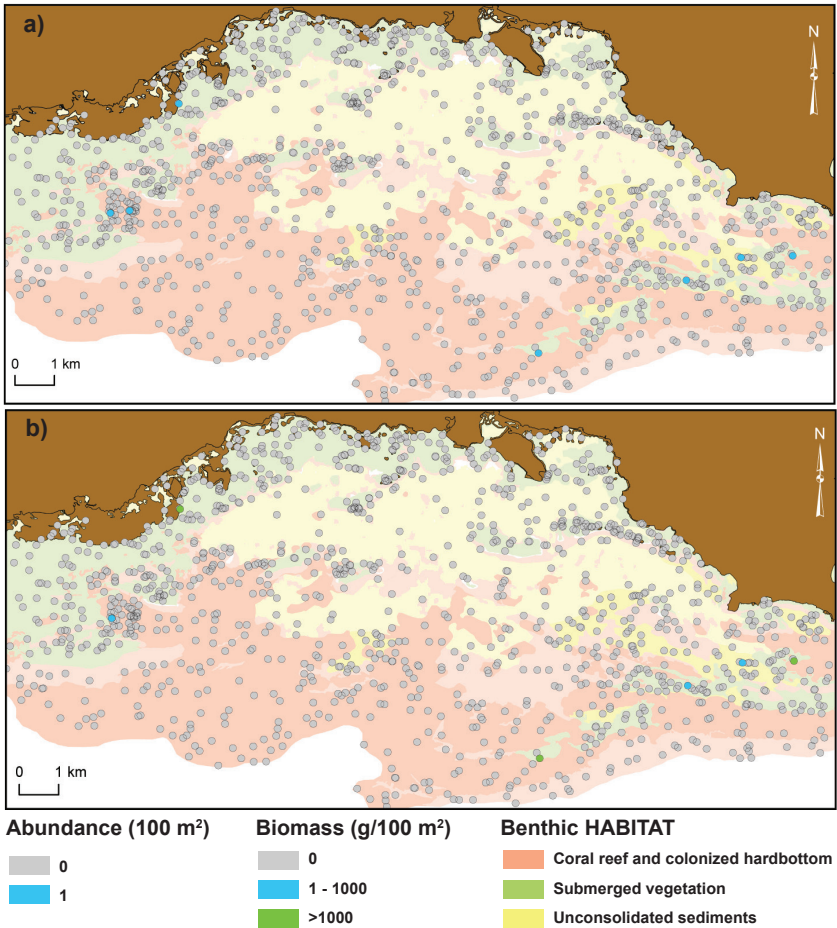 a)
N
0 1 km
b)
N
0 1 km
Abundance (100 m²)
0
1
Biomass (g/100 m²)
0
1 - 1000
>1000
Benthic HABITAT
Coral reef and colonized hardbottom
Submerged vegetation
Unconsolidated sediments